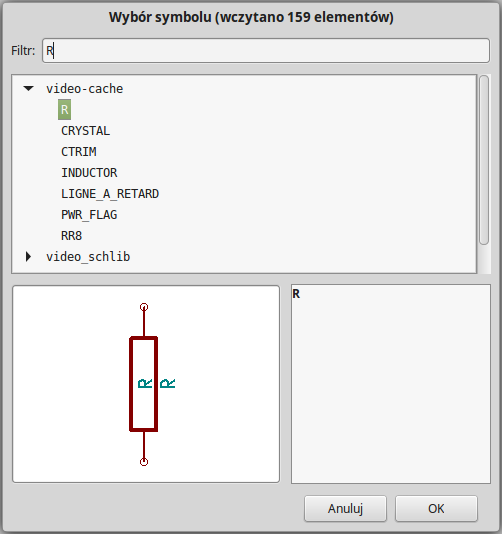 Wybór symbolu (wczytano 159 elementów)
Filtr: R
video-cache
R
CRYSTAL
CTRIM
INDUCTOR
LIGNE_A_RETARD
PWR_FLAG
RR8
video_schlib
R R
R
Anuluj OK